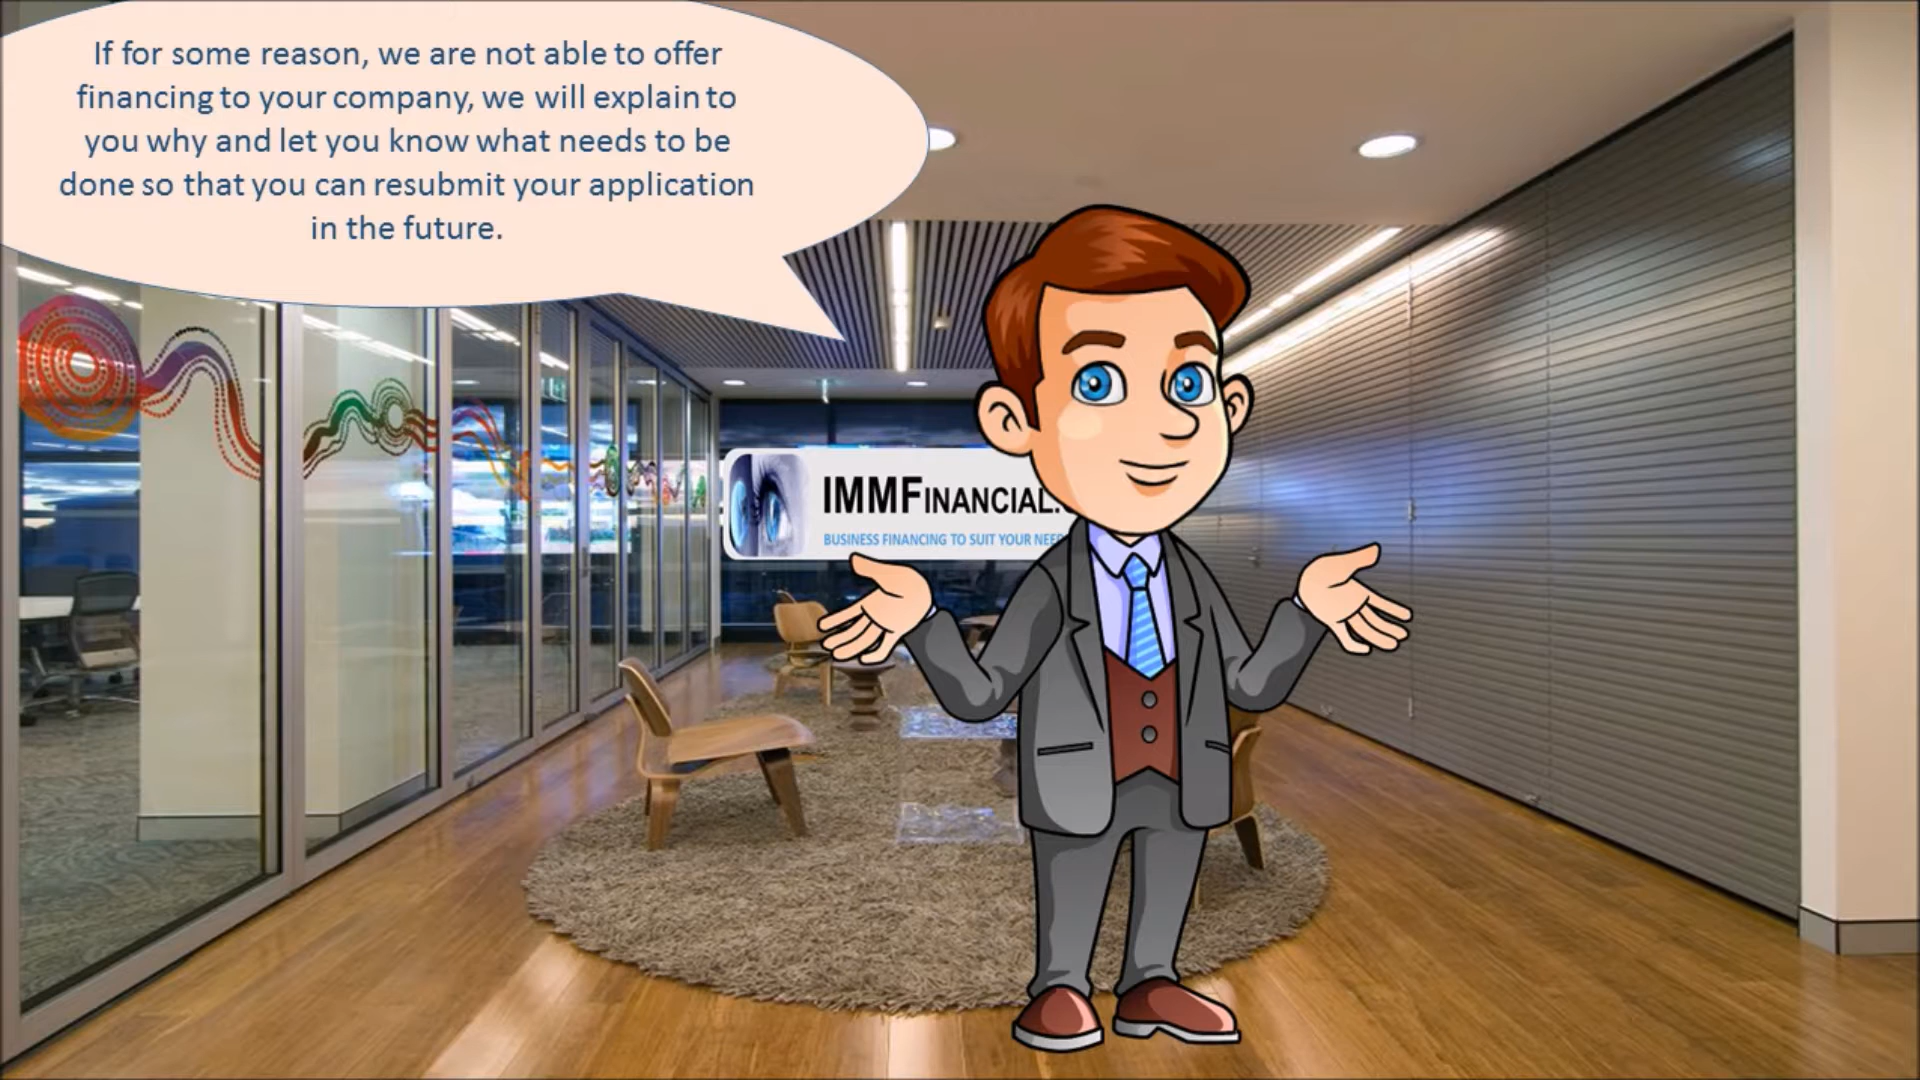 If for some reason, we are not able to offer
financing to your company, we will explain to
you why and let you know what needs to be
done so that you can resubmit your application
in the future.
IMMFINANCIAL.
BUSINESS FINANCING TO SUIT YOUR